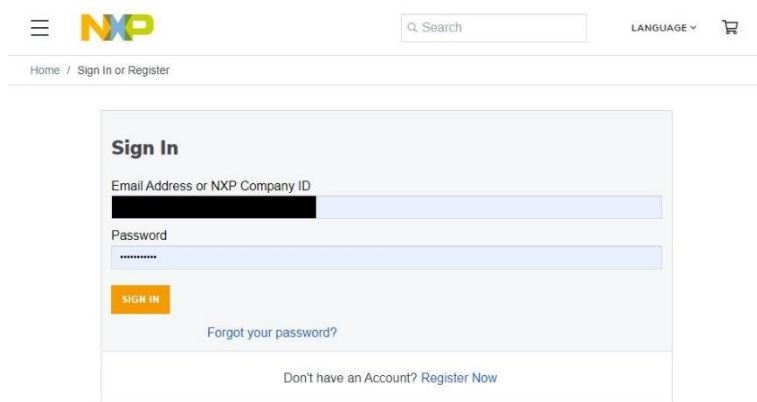 NXP
Search
LANGUAGE
Home / Sign In or Register
Sign In
Email Address or NXP Company ID
Password
•••••••••••
SIGN IN
Forgot your password?
Don't have an Account? Register Now